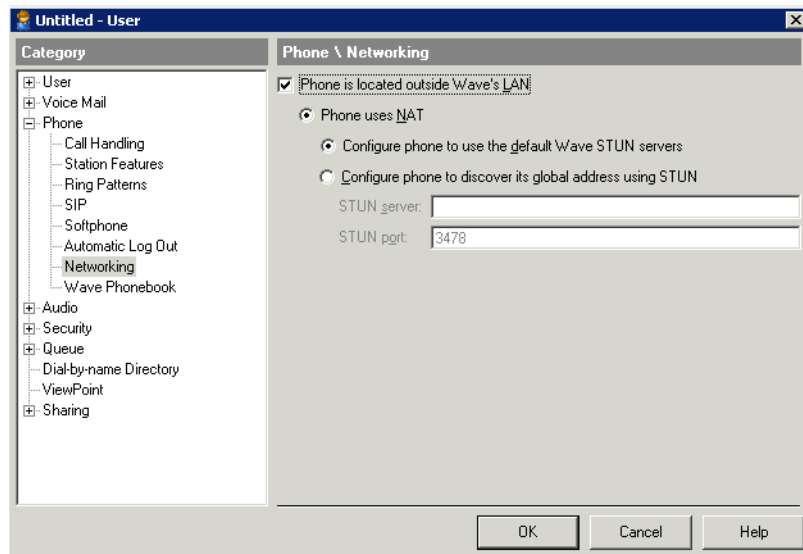 Untitled - User
Category
User
Voice Mail
Phone
Call Handling
Station Features
Ring Patterns
SIP
Softphone
Automatic Log Out
Networking
Wave Phonebook
Audio
Security
Queue
Dial-by-name Directory
ViewPoint
Sharing
Phone \ Networking
Phone is located outside Wave's LAN
Phone uses NAT
Configure phone to use the default Wave STUN servers
Configure phone to discover its global address using STUN
STUN server:
STUN port: 3478
OK Cancel Help